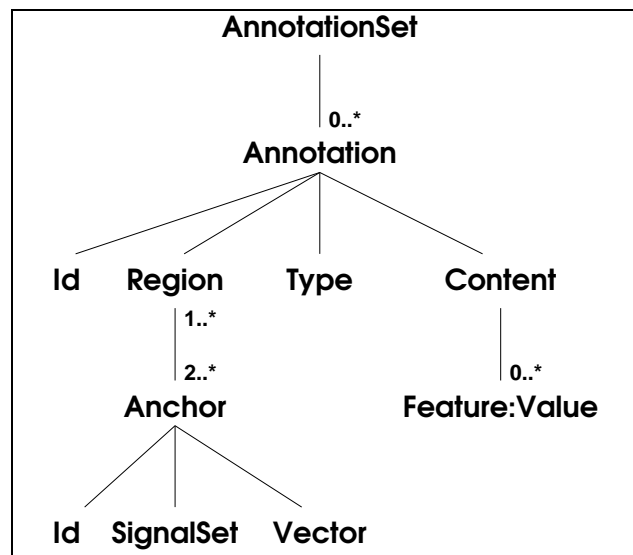 AnnotationSet
0..*
Annotation
Id Region Type Content
1..*
2..* 0..*
Anchor Feature:Value
Id SignalSet Vector